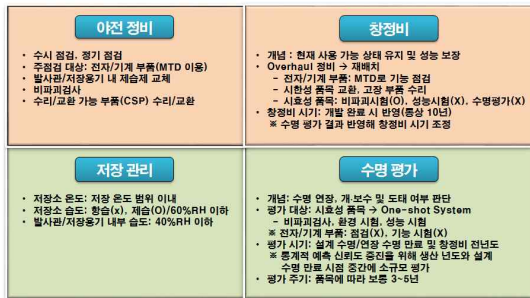 야전 정비
• 수시 점검, 정기 점검
• 주점검 대상: 전자/기계 부품(MTD 이용)
• 발사관/저장용기 내 제습제 교체
• 비파괴검사
• 수리/교환 가능 부품(CSP) 수리/교환
창정비
• 개념 : 현재 사용 가능 상태 유지 및 성능 보장
• Overhaul 정비 → 재배치
- 전자/기계 부품: MTD로 기능 점검
- 시한성 품목 교환, 고장 부품 수리
- 시효성 품목: 비파괴시험(O), 성능시험(X), 수명평가(X)
• 창정비 시기: 개발 완료 시 반영(통상 10년)
※ 수명 평가 결과 반영해 창정비 시기 조정
저장 관리
• 저장소 온도: 저장 온도 범위 이내
• 저장소 습도: 항습(x), 제습(O)/60%RH 이하
• 발사관/저장용기 내부 습도: 40%RH 이하
수명 평가
• 개념: 수명 연장, 개·보수 및 도태 여부 판단
• 평가 대상: 시효성 품목 → One-shot System
- 비파괴검사, 환경 시험, 성능 시험
※ 전자/기계 부품: 점검(X), 기능 시험(X)
• 평가 시기: 설계 수명/연장 수명 만료 및 창정비 전년도
※ 통계적 예측 신뢰도 증진을 위해 생산 년도와 설계
수명 만료 시점 중간에 소규모 평가
• 평가 주기: 품목에 따라 보통 3~5년